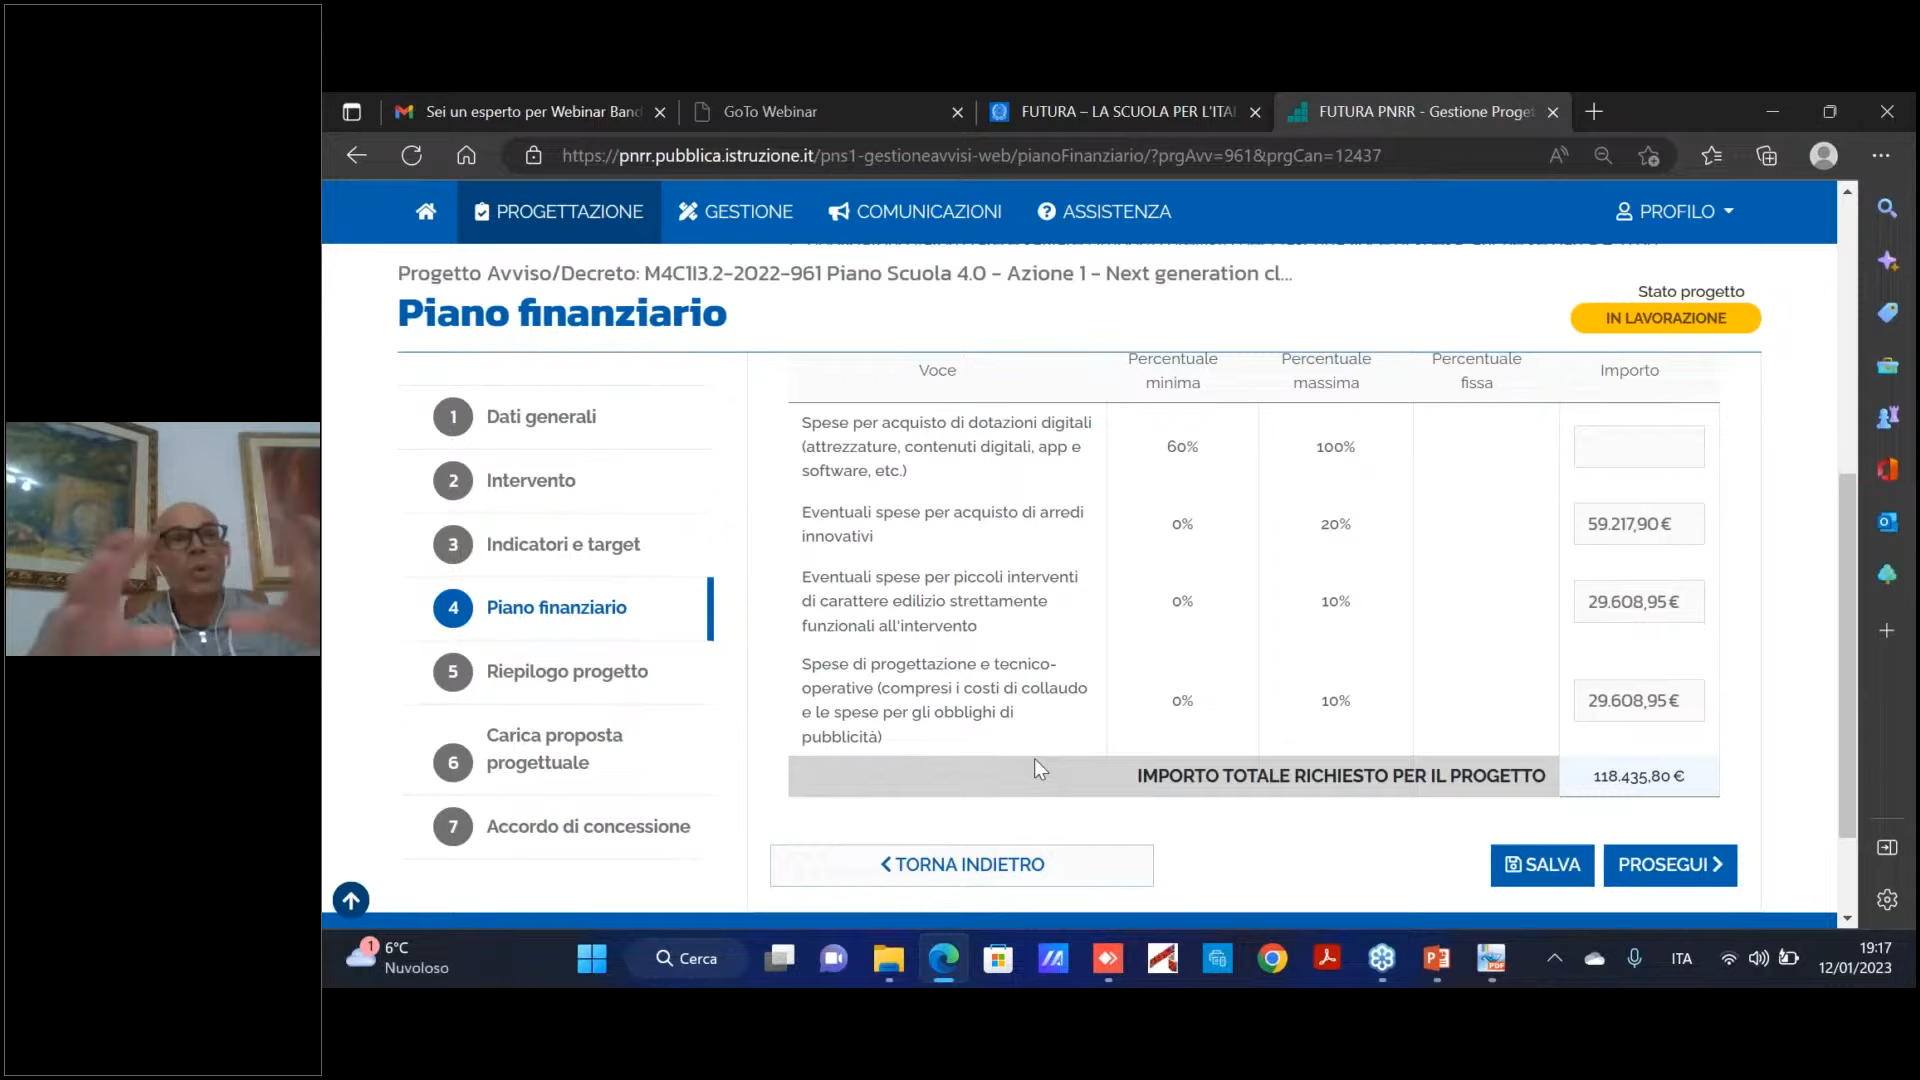 Sei un esperto per Webinar Band
GoTo Webinar
FUTURA – LA SCUOLA PER L'ITAL
FUTURA PNRR - Gestione Proget
https://pnrr.pubblica.istruzione.it/pns1-gestioneavvisi-web/pianoFinanziario/?prgAvv=961&prgCan=12437
PROGETTAZIONE
GESTIONE
COMUNICAZIONI
ASSISTENZA
PROFILO
Progetto Avviso/Decreto: M4C1I3.2-2022-961 Piano Scuola 4.0 - Azione 1 - Next generation cl...
Piano finanziario
Stato progetto
IN LAVORAZIONE
1 Dati generali
2 Intervento
3 Indicatori e target
4 Piano finanziario
5 Riepilogo progetto
6 Carica proposta
progettuale
7 Accordo di concessione
Voce
Percentuale
minima
Percentuale
massima
Percentuale
fissa
Importo
Spese per acquisto di dotazioni digitali
(attrezzature, contenuti digitali, app e
software, etc.)
60%
100%
Eventuali spese per acquisto di arredi
innovativi
0%
20%
59.217,90 €
Eventuali spese per piccoli interventi
di carattere edilizio strettamente
funzionali all'intervento
0%
10%
29.608,95 €
Spese di progettazione e tecnico-
operative (compresi i costi di collaudo
e le spese per gli obblighi di
pubblicità)
0%
10%
29.608,95 €
IMPORTO TOTALE RICHIESTO PER IL PROGETTO
118.435,80 €
TORNA INDIETRO
SALVA
PROSEGUI
1
6°C
Nuvoloso
Cerca
ITA
19:17
12/01/2023